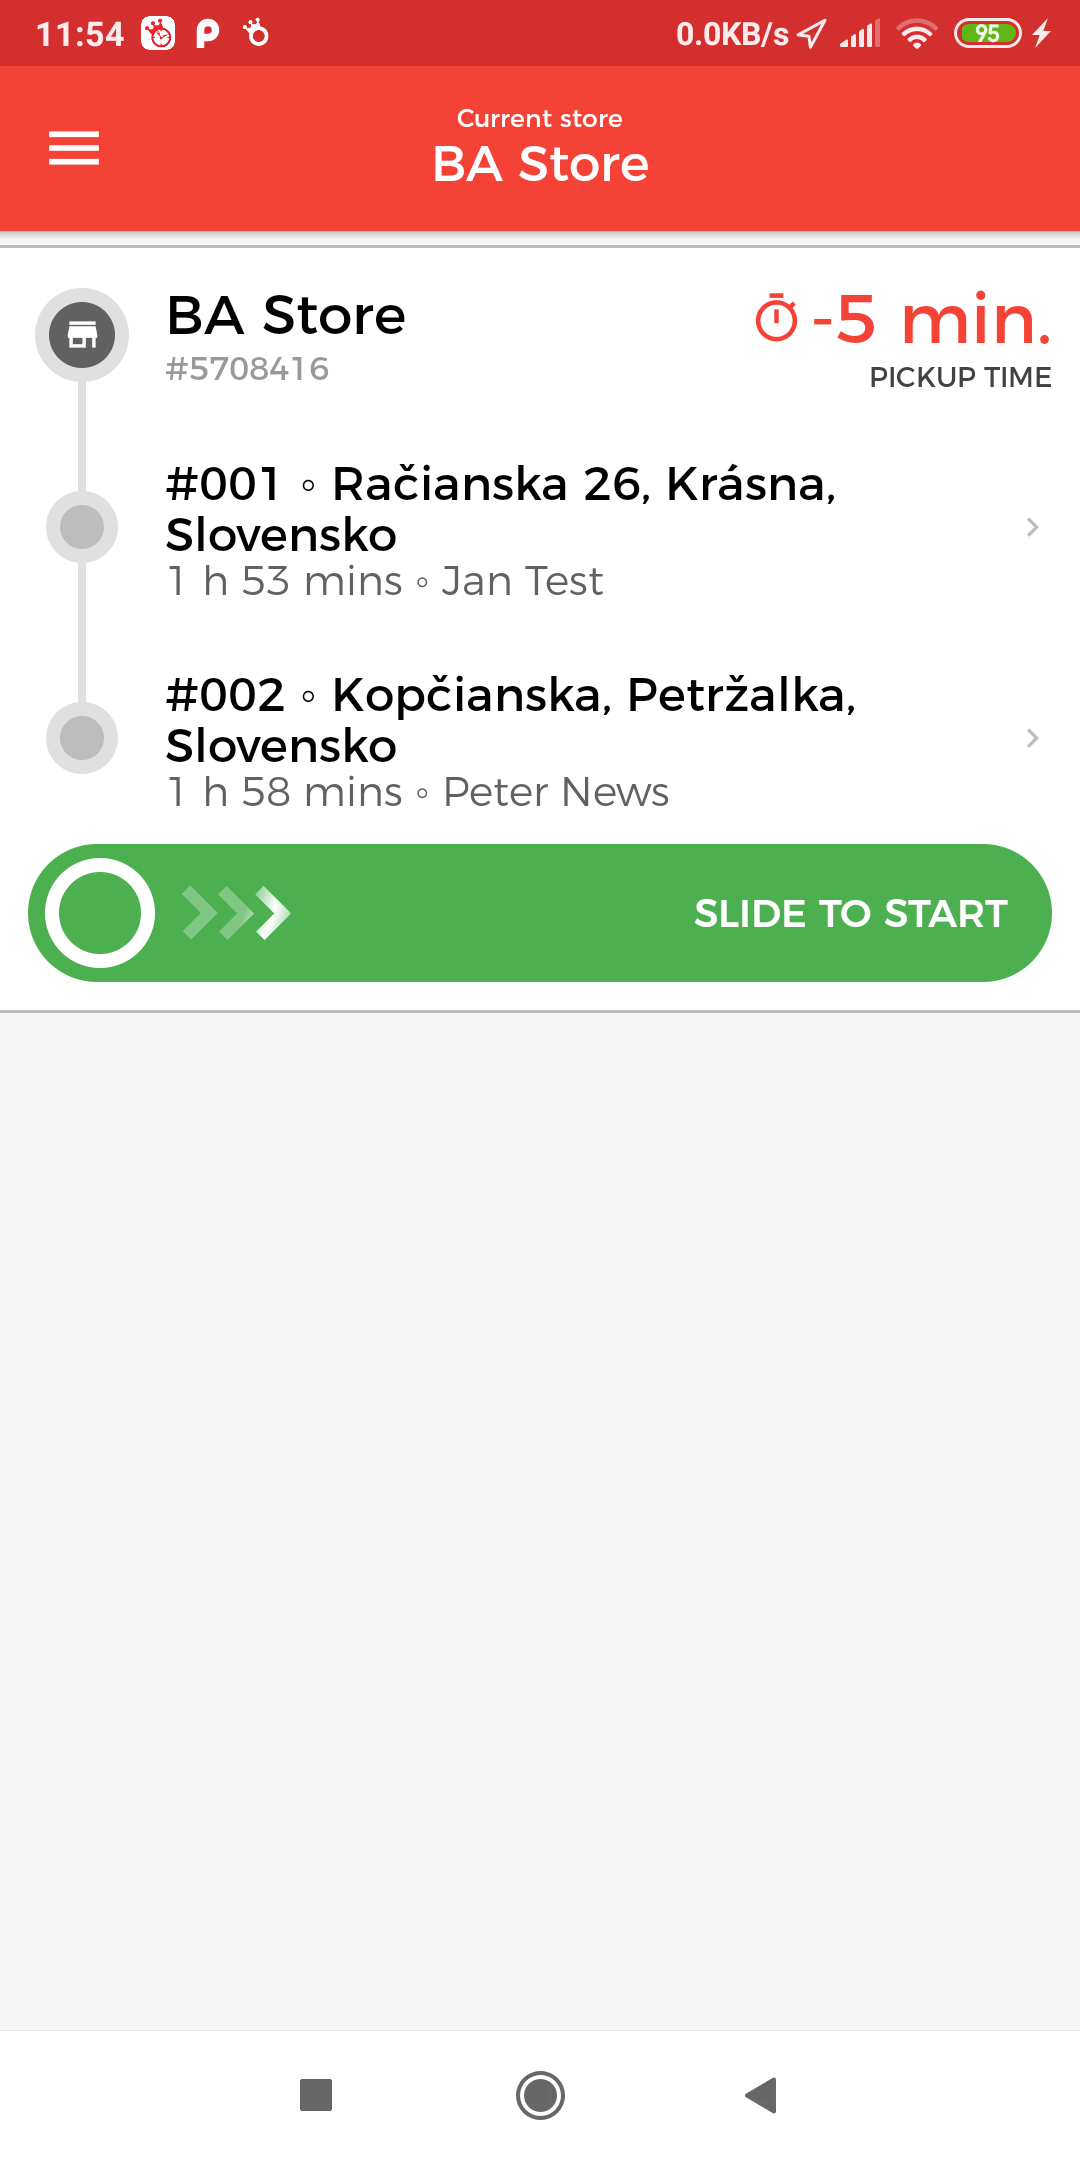 11:54
0.0KB/s
95
Current store
BA Store
BA Store
-5 min.
#5708416
PICKUP TIME
#001 ◦ Račianska 26, Krásna,
Slovensko
1 h 53 mins ◦ Jan Test
#002 ◦ Kopčianska, Petržalka,
Slovensko
1 h 58 mins ◦ Peter News
SLIDE TO START